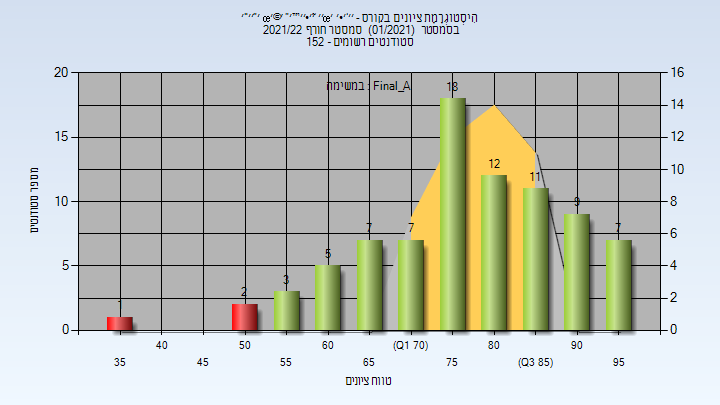 היסטוגרמת ציונים בקורס -
בסמסטר (01/2021) סמסטר חורף 2021/22
סטודנטים רשומים - 152
במשימה : Final_A
20 16
14
15 12
10
10 8
6
5 4
2
0 0
מספר סטודנטים
1 2 3 5 7 7 18 12 11 9 7
40 50 60 (Q1 70) 80 90
35 45 55 65 75 (Q3 85) 95
טווח ציונים